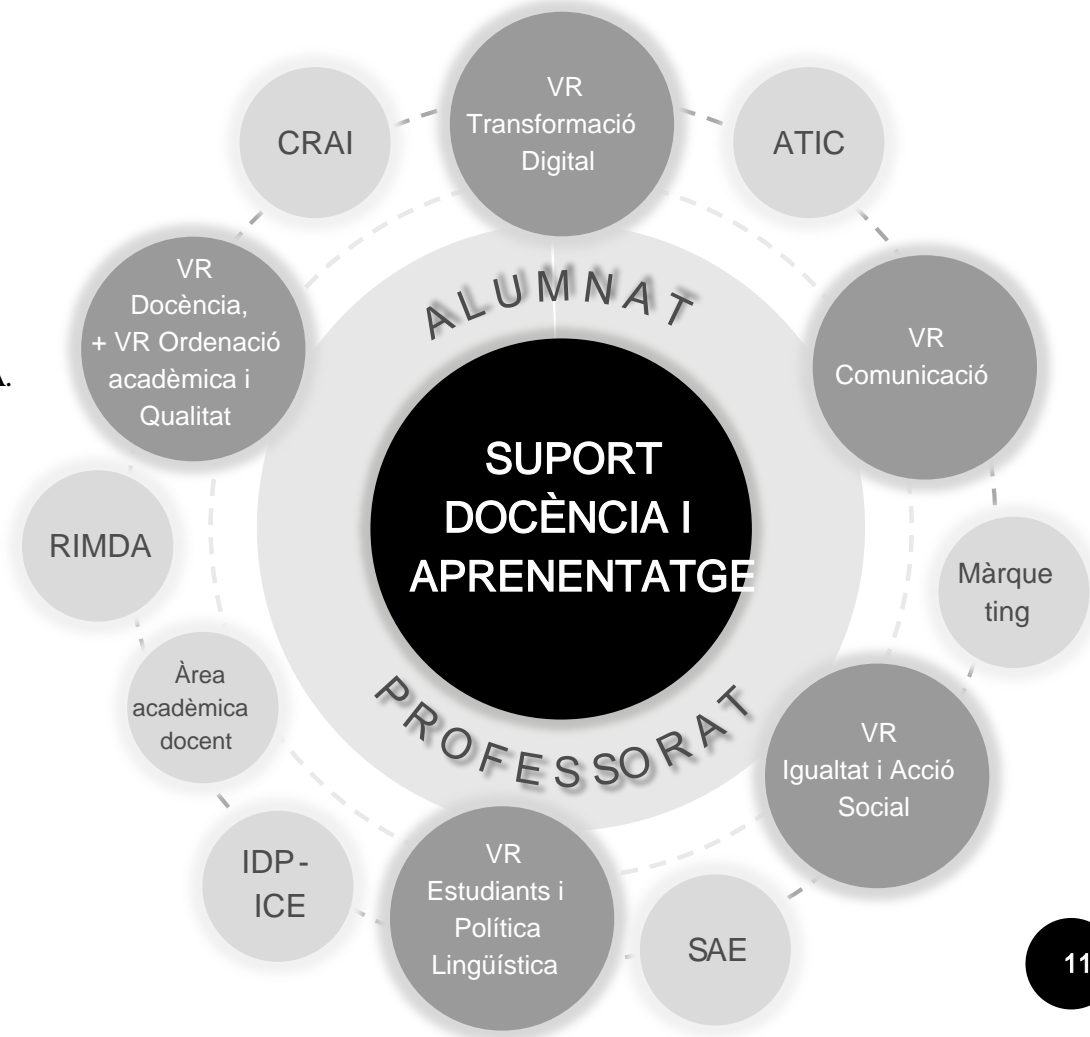 VR
Transformació
Digital
CRAI
ATIC
VR
Docència,
+ VR Ordenació
acadèmica i
Qualitat
ALUMNAT
VR
Comunicació
A.
SUPORT
DOCÈNCIA I
APRENENTATGE
RIMDA
Màrque
ting
Àrea
acadèmica
docent
PROFESSORAT
VR
Igualtat i Acció
Social
IDP-
ICE
VR
Estudiants i
Política
Lingüística
SAE
11